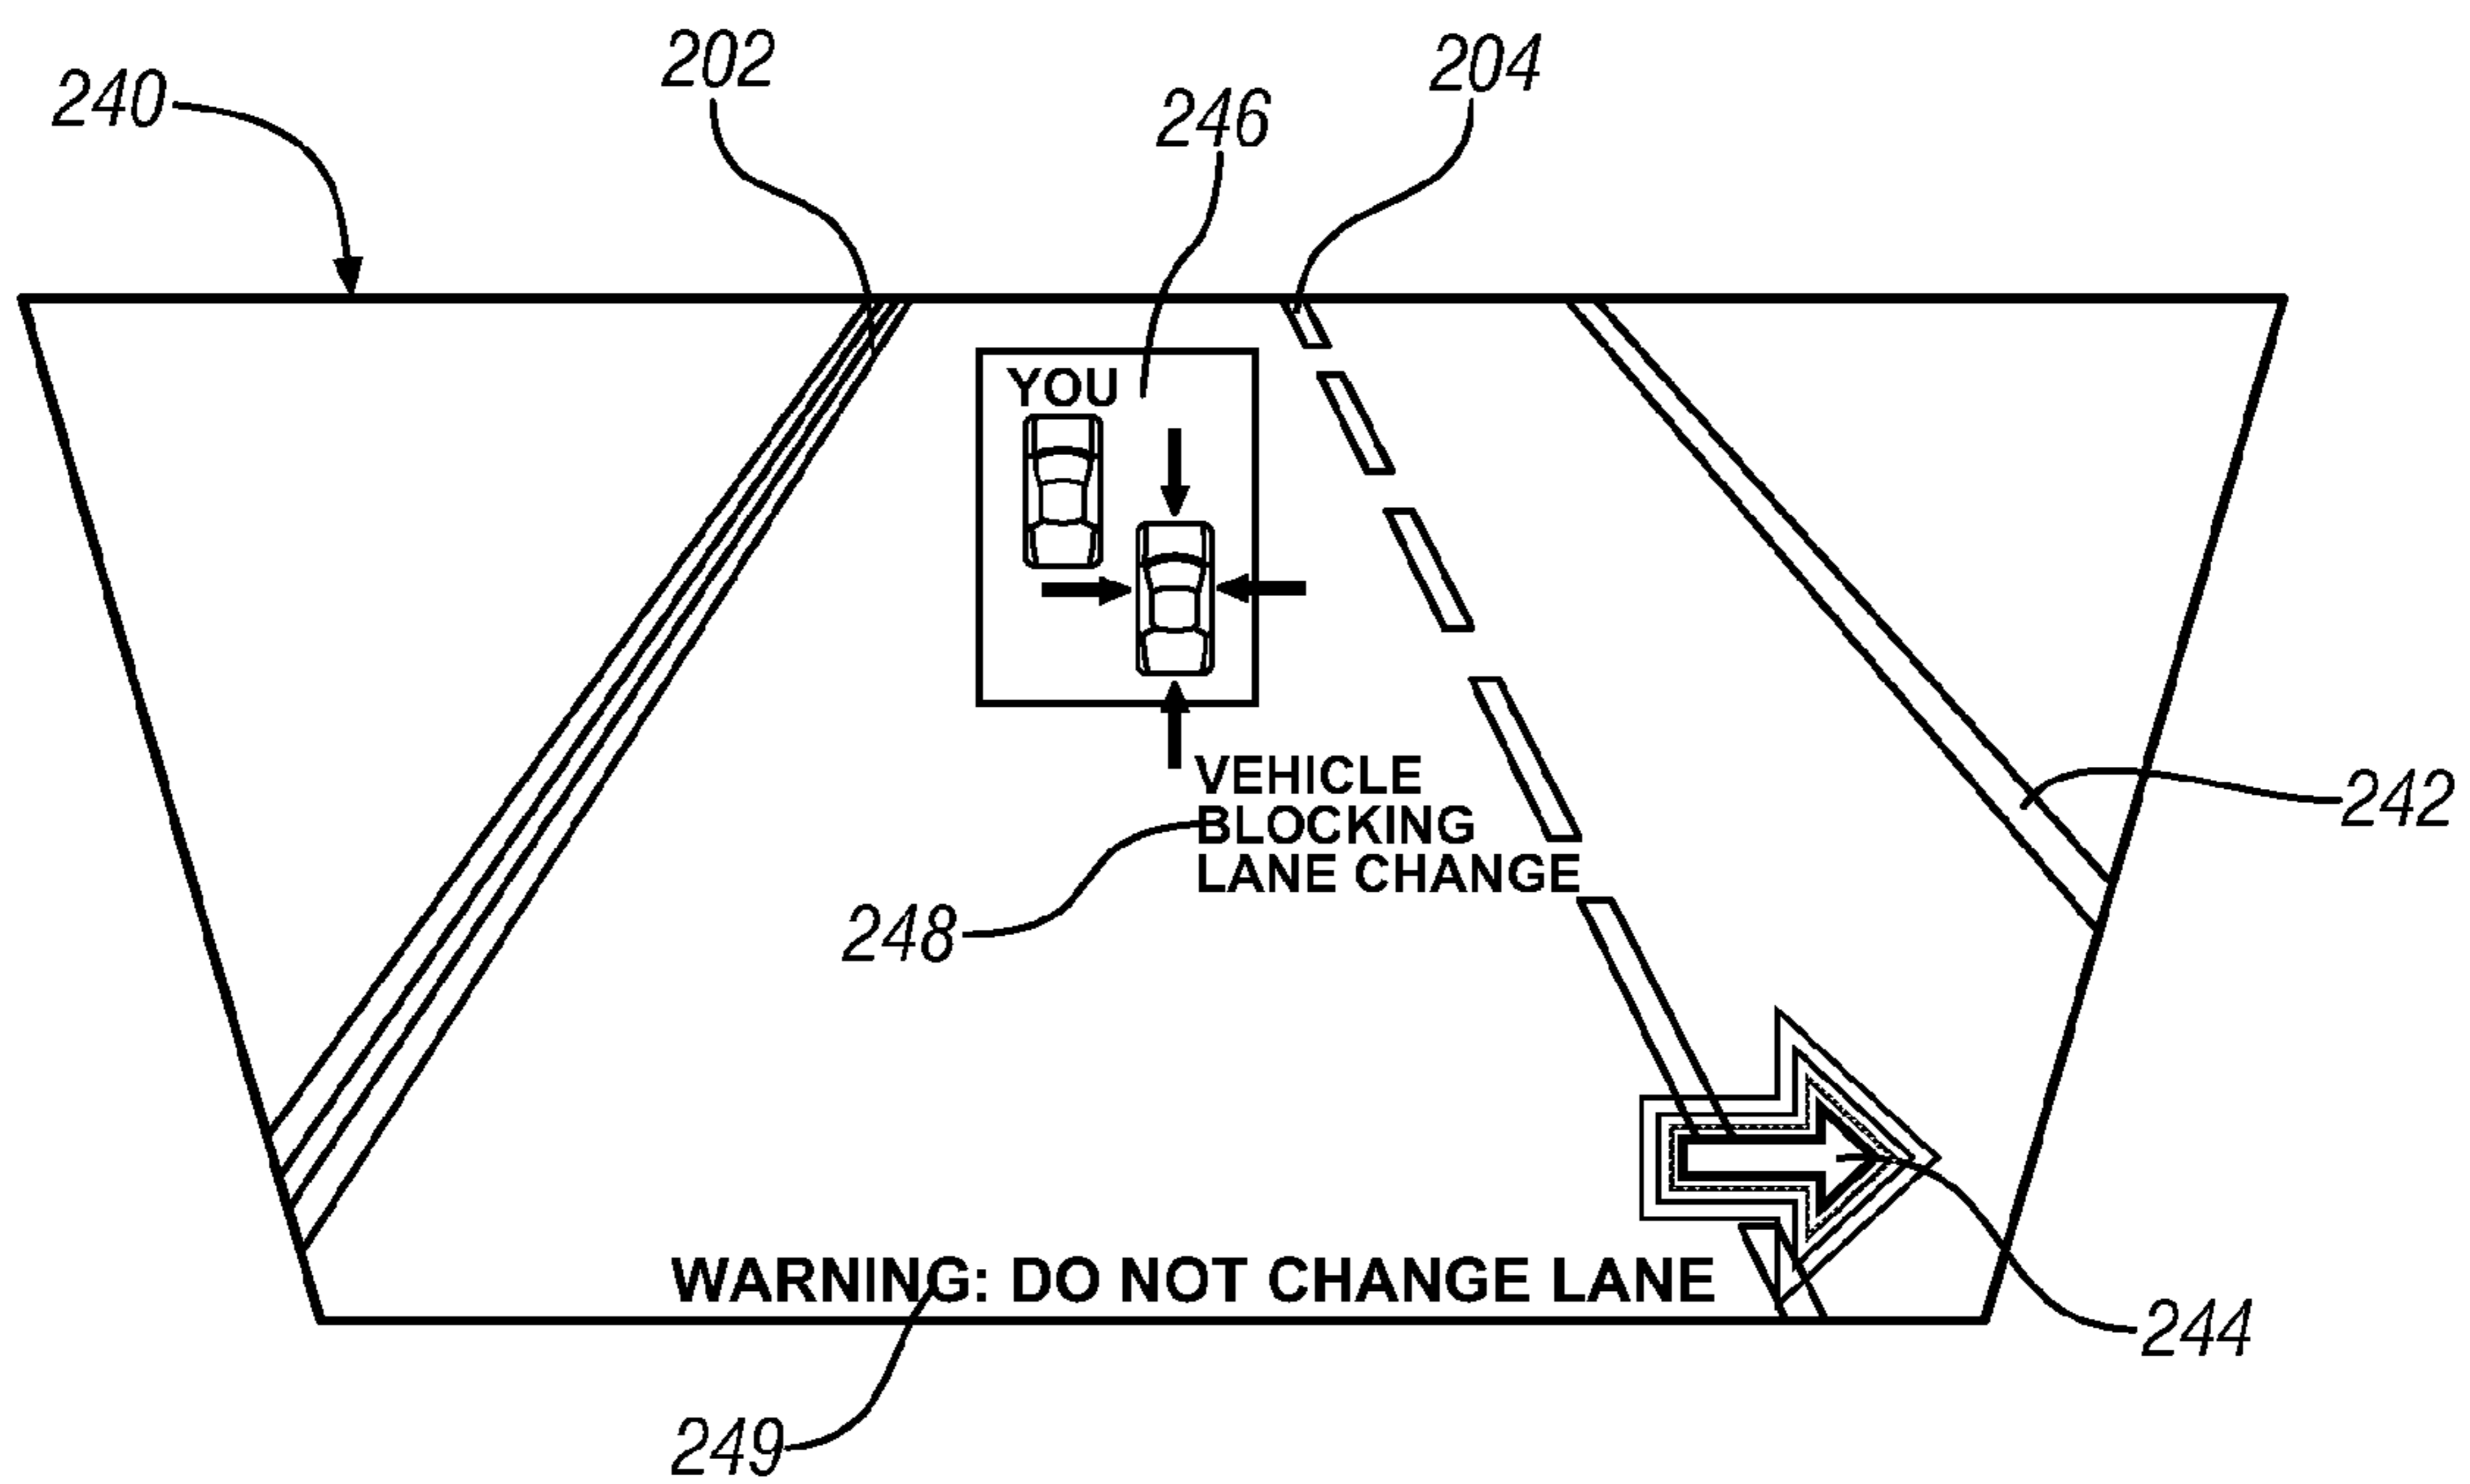 202
204
240
246
YOU
VEHICLE
BLOCKING
LANE CHANGE
242
248
WARNING: DO NOT CHANGE LANE
244
249